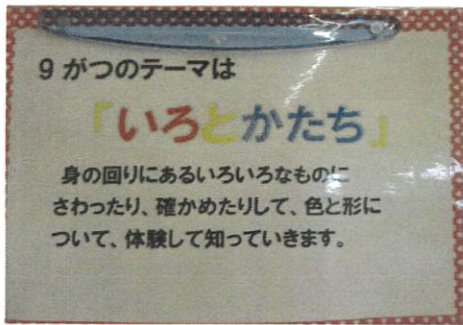 9 がつのテーマは
「いろとかたち」
身の回りにあるいろいろなものに
さわったり、確かめたりして、色と形に
ついて、体験して知っていきます。